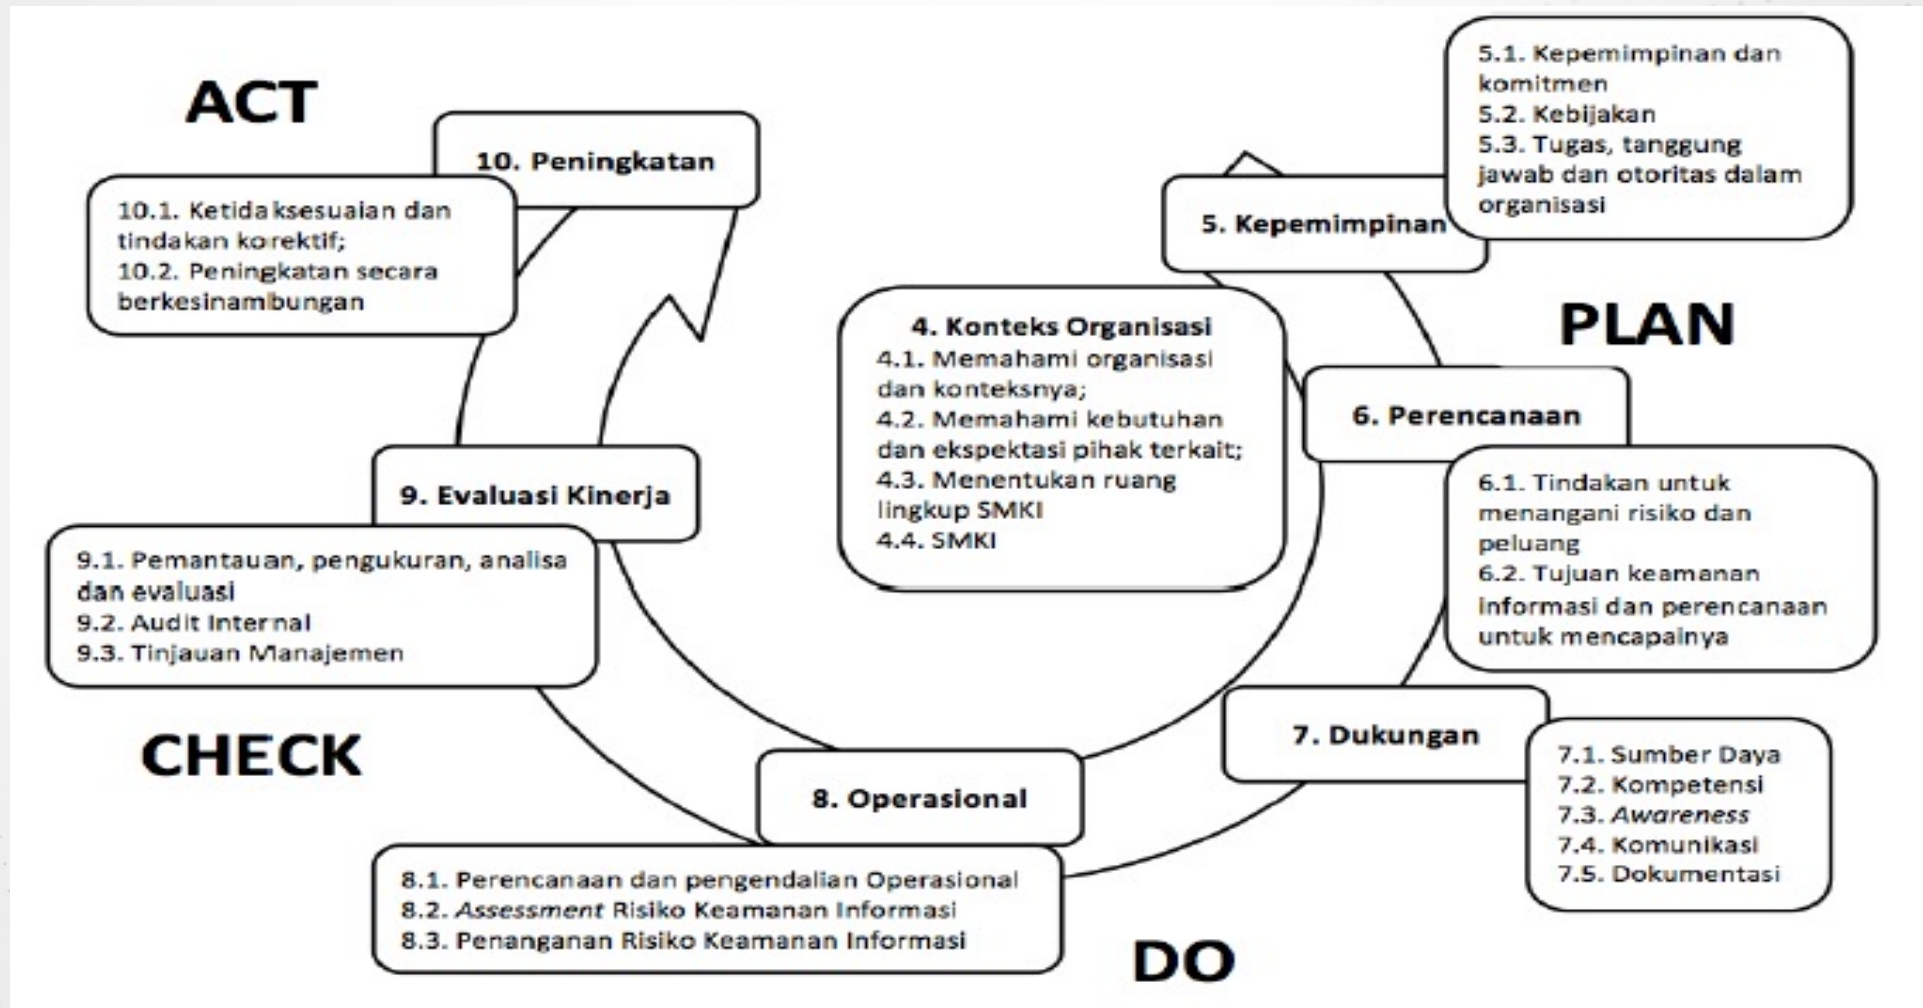 ACT
10. Peningkatan
10.1. Ketidaksesuaian dan
tindakan korektif;
10.2. Peningkatan secara
berkesinambungan
5.1. Kepemimpinan dan
komitmen
5.2. Kebijakan
5.3. Tugas, tanggung
jawab dan otoritas dalam
organisasi
5. Kepemimpinan
PLAN
4. Konteks Organisasi
4.1. Memahami organisasi
dan konteksnya;
4.2. Memahami kebutuhan
dan ekspektasi pihak terkait;
4.3. Menentukan ruang
lingkup SMKI
4.4. SMKI
6. Perencanaan
6.1. Tindakan untuk
menangani risiko dan
peluang
6.2. Tujuan keamanan
informasi dan perencanaan
untuk mencapainya
9. Evaluasi Kinerja
9.1. Pemantauan, pengukuran, analisa
dan evaluasi
9.2. Audit Internal
9.3. Tinjauan Manajemen
CHECK
7. Dukungan
7.1. Sumber Daya
7.2. Kompetensi
7.3. Awareness
7.4. Komunikasi
7.5. Dokumentasi
8. Operasional
8.1. Perencanaan dan pengendalian Operasional
8.2. Assessment Risiko Keamanan Informasi
8.3. Penanganan Risiko Keamanan Informasi
DO